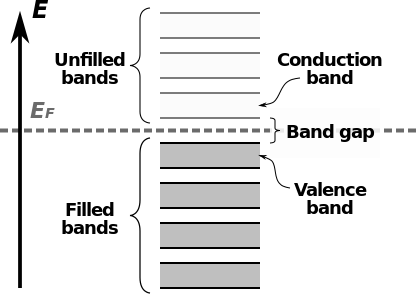 E
Unfilled
bands
Conduction
band
EF
Band gap
Filled
bands
Valence
band